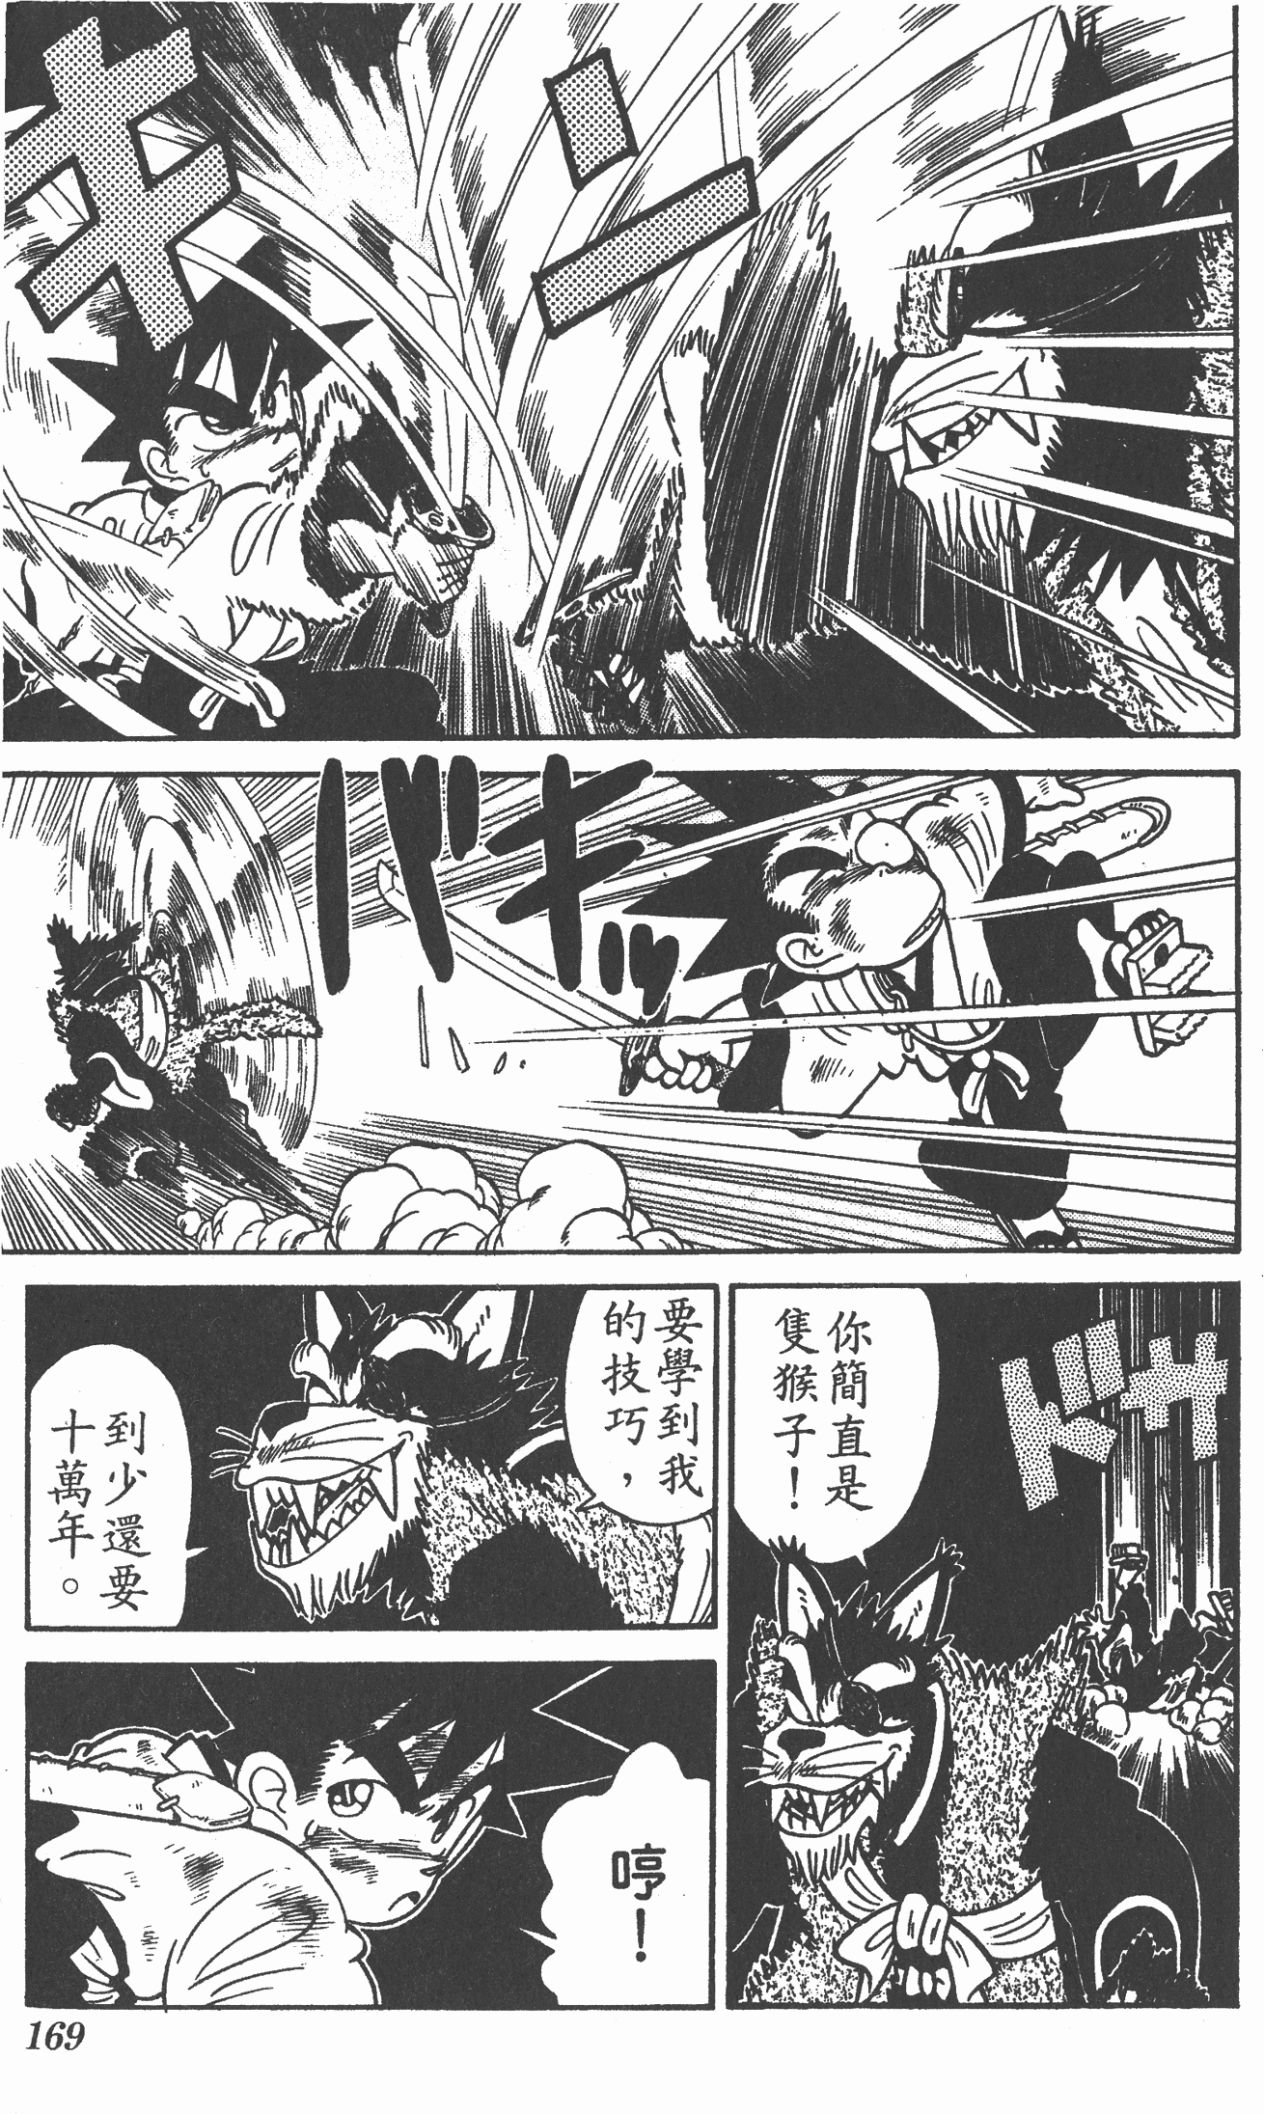 キン
バキッ
ドサ
你簡直是
隻猴子！
要學到我
的技巧，
到少還要
十萬年。
哼！
169